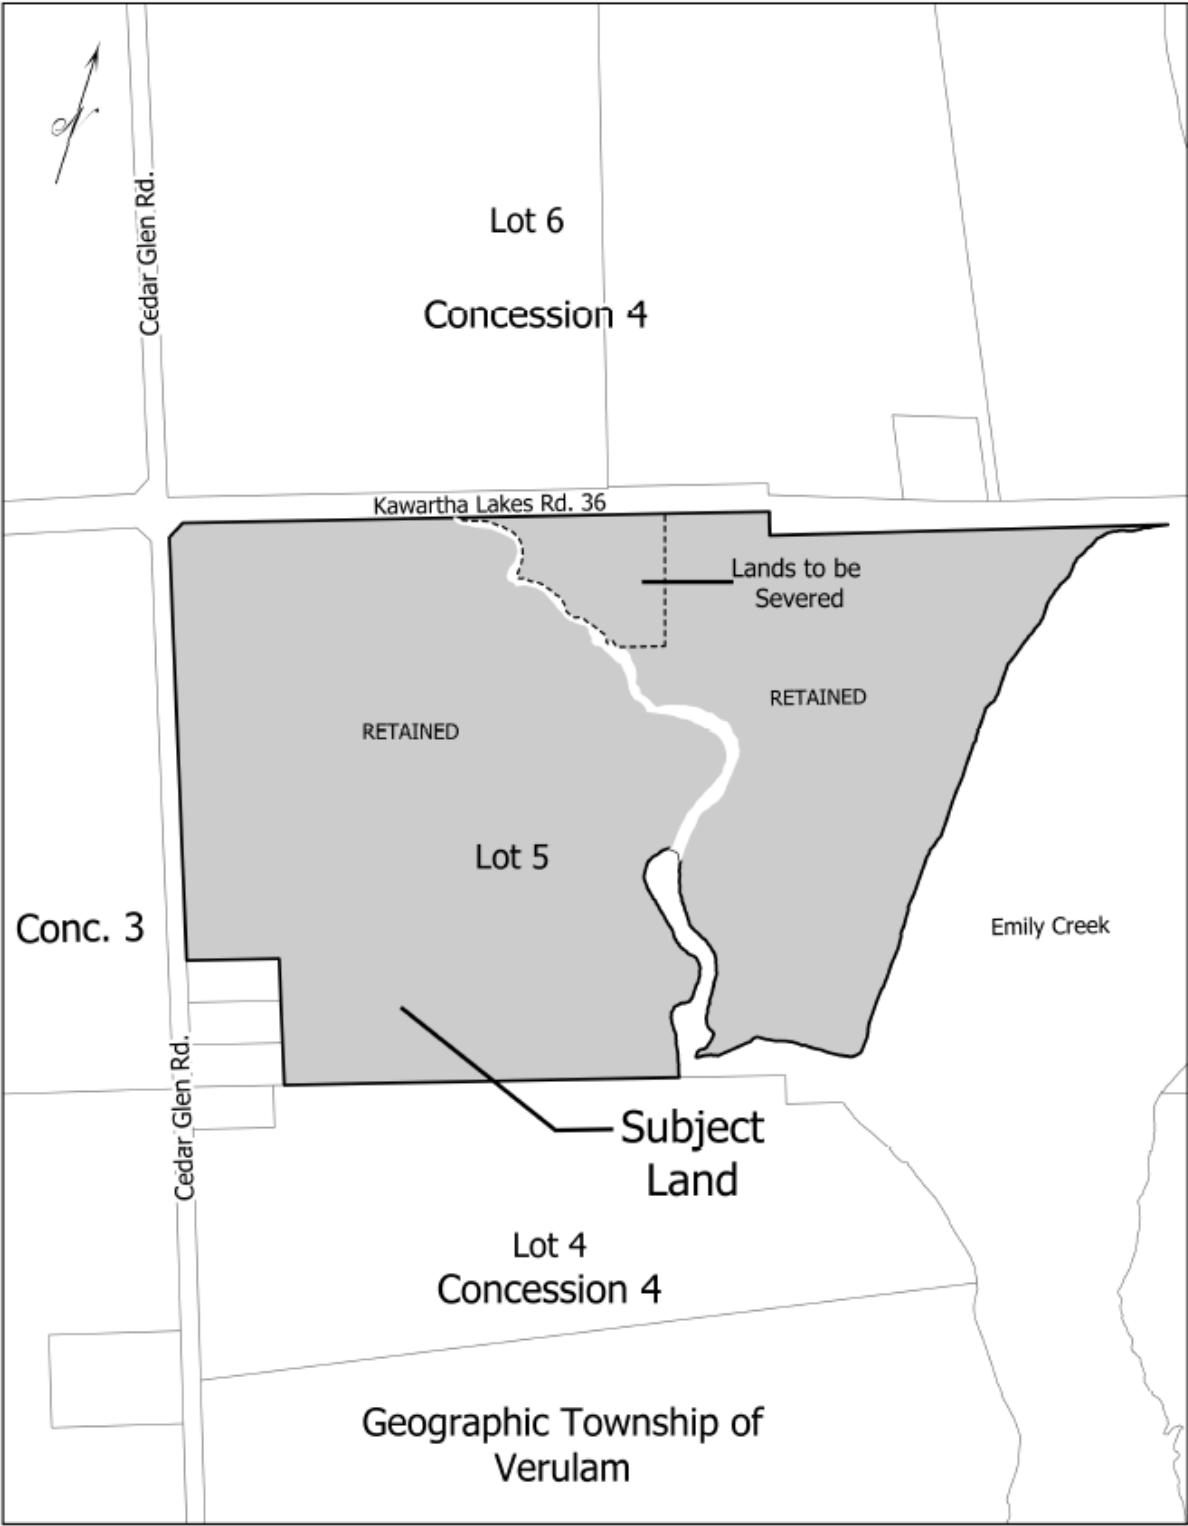 Cedar Glen Rd.
Lot 6
Concession 4
Kawartha Lakes Rd. 36
Lands to be
Severed
RETAINED
RETAINED
Lot 5
Conc. 3
Emily Creek
Cedar Glen Rd.
Subject
Land
Lot 4
Concession 4
Geographic Township of
Verulam